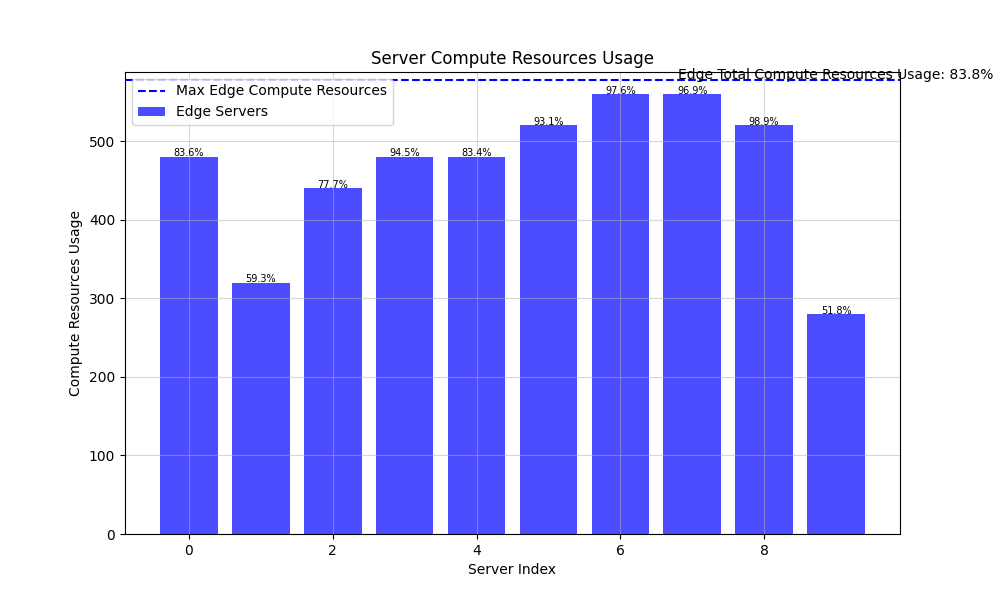 Server Compute Resources Usage
Edge Total Compute Resources Usage: 83.8%
Max Edge Compute Resources
Edge Servers
83.6%
59.3%
77.7%
94.5%
83.4%
93.1%
97.6%
96.9%
98.9%
51.8%
Compute Resources Usage
500
400
300
200
100
0
0 2 4 6 8
Server Index